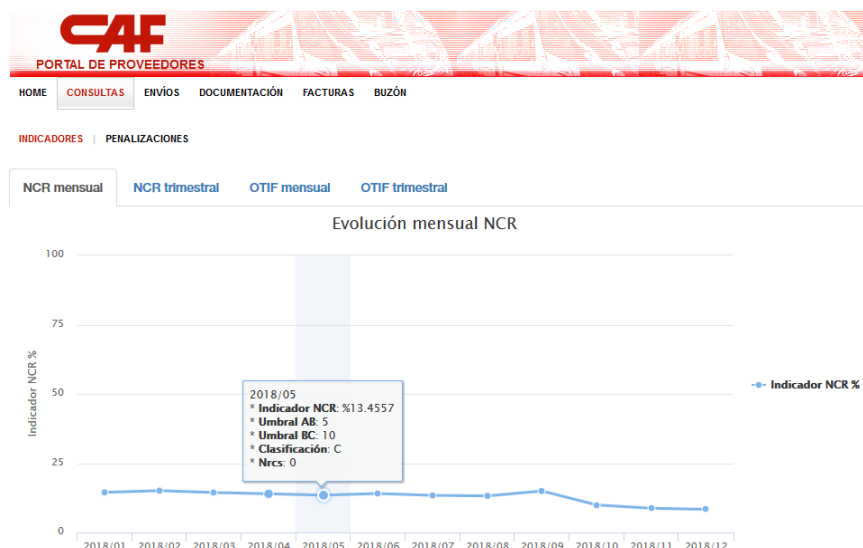 CAF
PORTAL DE PROVEEDORES
HOME CONSULTAS ENVÍOS DOCUMENTACIÓN FACTURAS BUZÓN
INDICADORES | PENALIZACIONES
NCR mensual NCR trimestral OTIF mensual OTIF trimestral
Evolución mensual NCR
100
75
50
25
0
Indicador NCR %
2018/05
* Indicador NCR: %13.4557
* Umbral AB: 5
* Umbral BC: 10
* Clasificación: C
* Nrcs: 0
Indicador NCR %
2018/01 2018/02 2018/03 2018/04 2018/05 2018/06 2018/07 2018/08 2018/09 2018/10 2018/11 2018/12